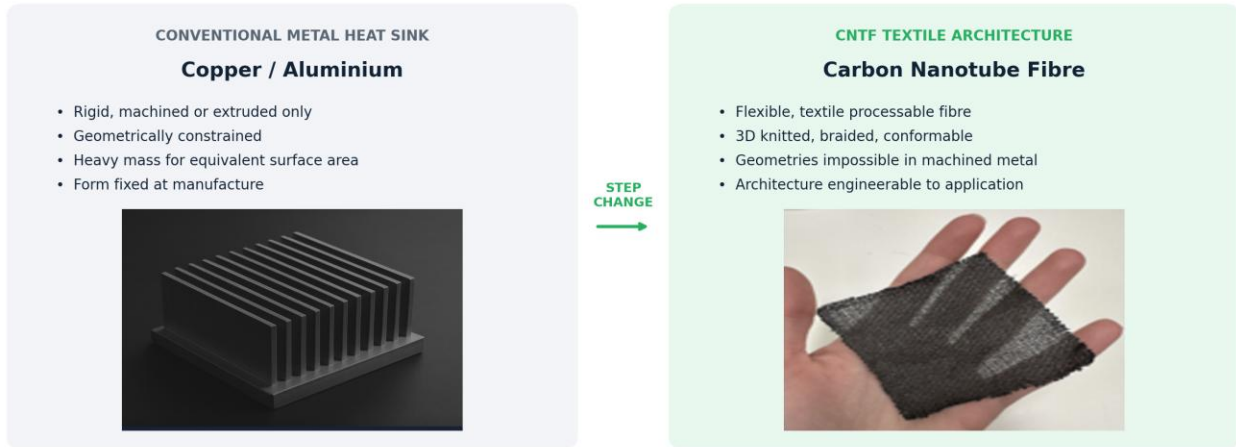 CONVENTIONAL METAL HEAT SINK
Copper / Aluminium
• Rigid, machined or extruded only
• Geometrically constrained
• Heavy mass for equivalent surface area
• Form fixed at manufacture
STEP
CHANGE
CNTF TEXTILE ARCHITECTURE
Carbon Nanotube Fibre
• Flexible, textile processable fibre
• 3D knitted, braided, conformable
• Geometries impossible in machined metal
• Architecture engineerable to application